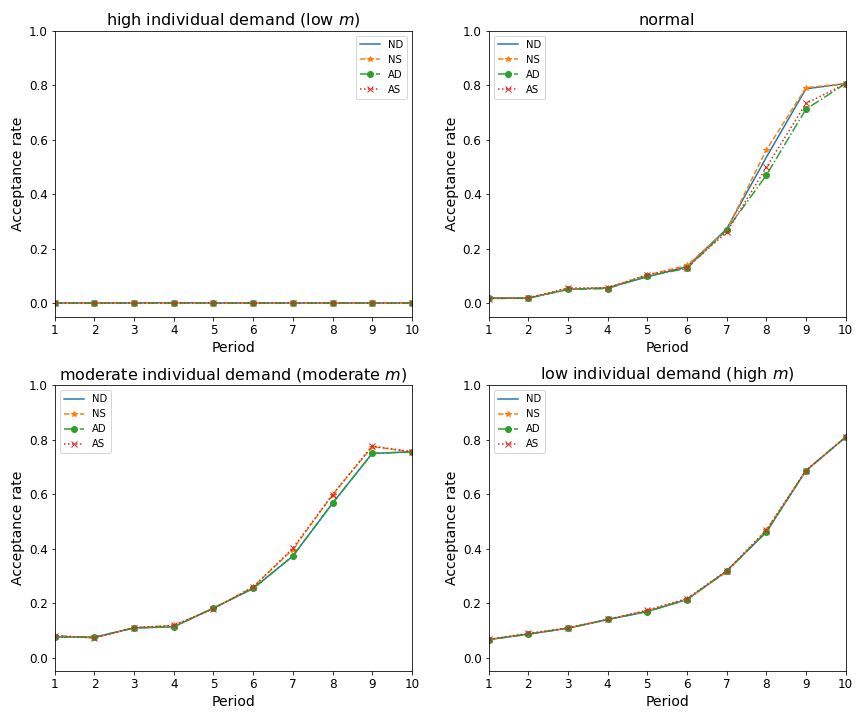 high individual demand (low m)
1.0
0.8
0.6
0.4
0.2
0.0
Acceptance rate
ND
NS
AD
AS
1 2 3 4 5 6 7 8 9 10
Period
normal
1.0
0.8
0.6
0.4
0.2
0.0
Acceptance rate
ND
NS
AD
AS
1 2 3 4 5 6 7 8 9 10
Period
moderate individual demand (moderate m)
1.0
0.8
0.6
0.4
0.2
0.0
Acceptance rate
ND
NS
AD
AS
1 2 3 4 5 6 7 8 9 10
Period
low individual demand (high m)
1.0
0.8
0.6
0.4
0.2
0.0
Acceptance rate
ND
NS
AD
AS
1 2 3 4 5 6 7 8 9 10
Period